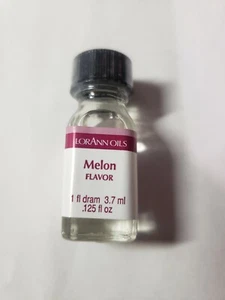 LORANN OILS
Melon
FLAVOR
1 fl dram 3.7 ml
.125 fl oz